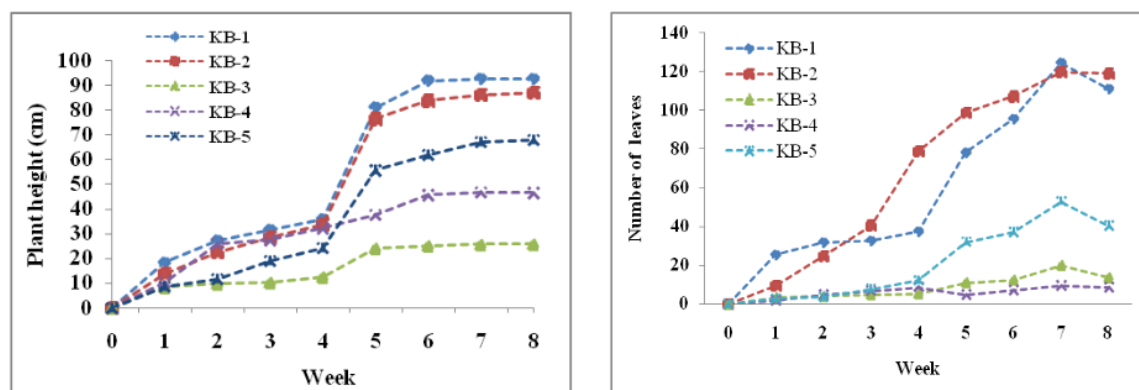 KB-1
KB-2
KB-3
KB-4
KB-5
Plant height (cm)
100
90
80
70
60
50
40
30
20
10
0
0 1 2 3 4 5 6 7 8
Week
KB-1
KB-2
KB-3
KB-4
KB-5
Number of leaves
140
120
100
80
60
40
20
0
0 1 2 3 4 5 6 7 8
Week